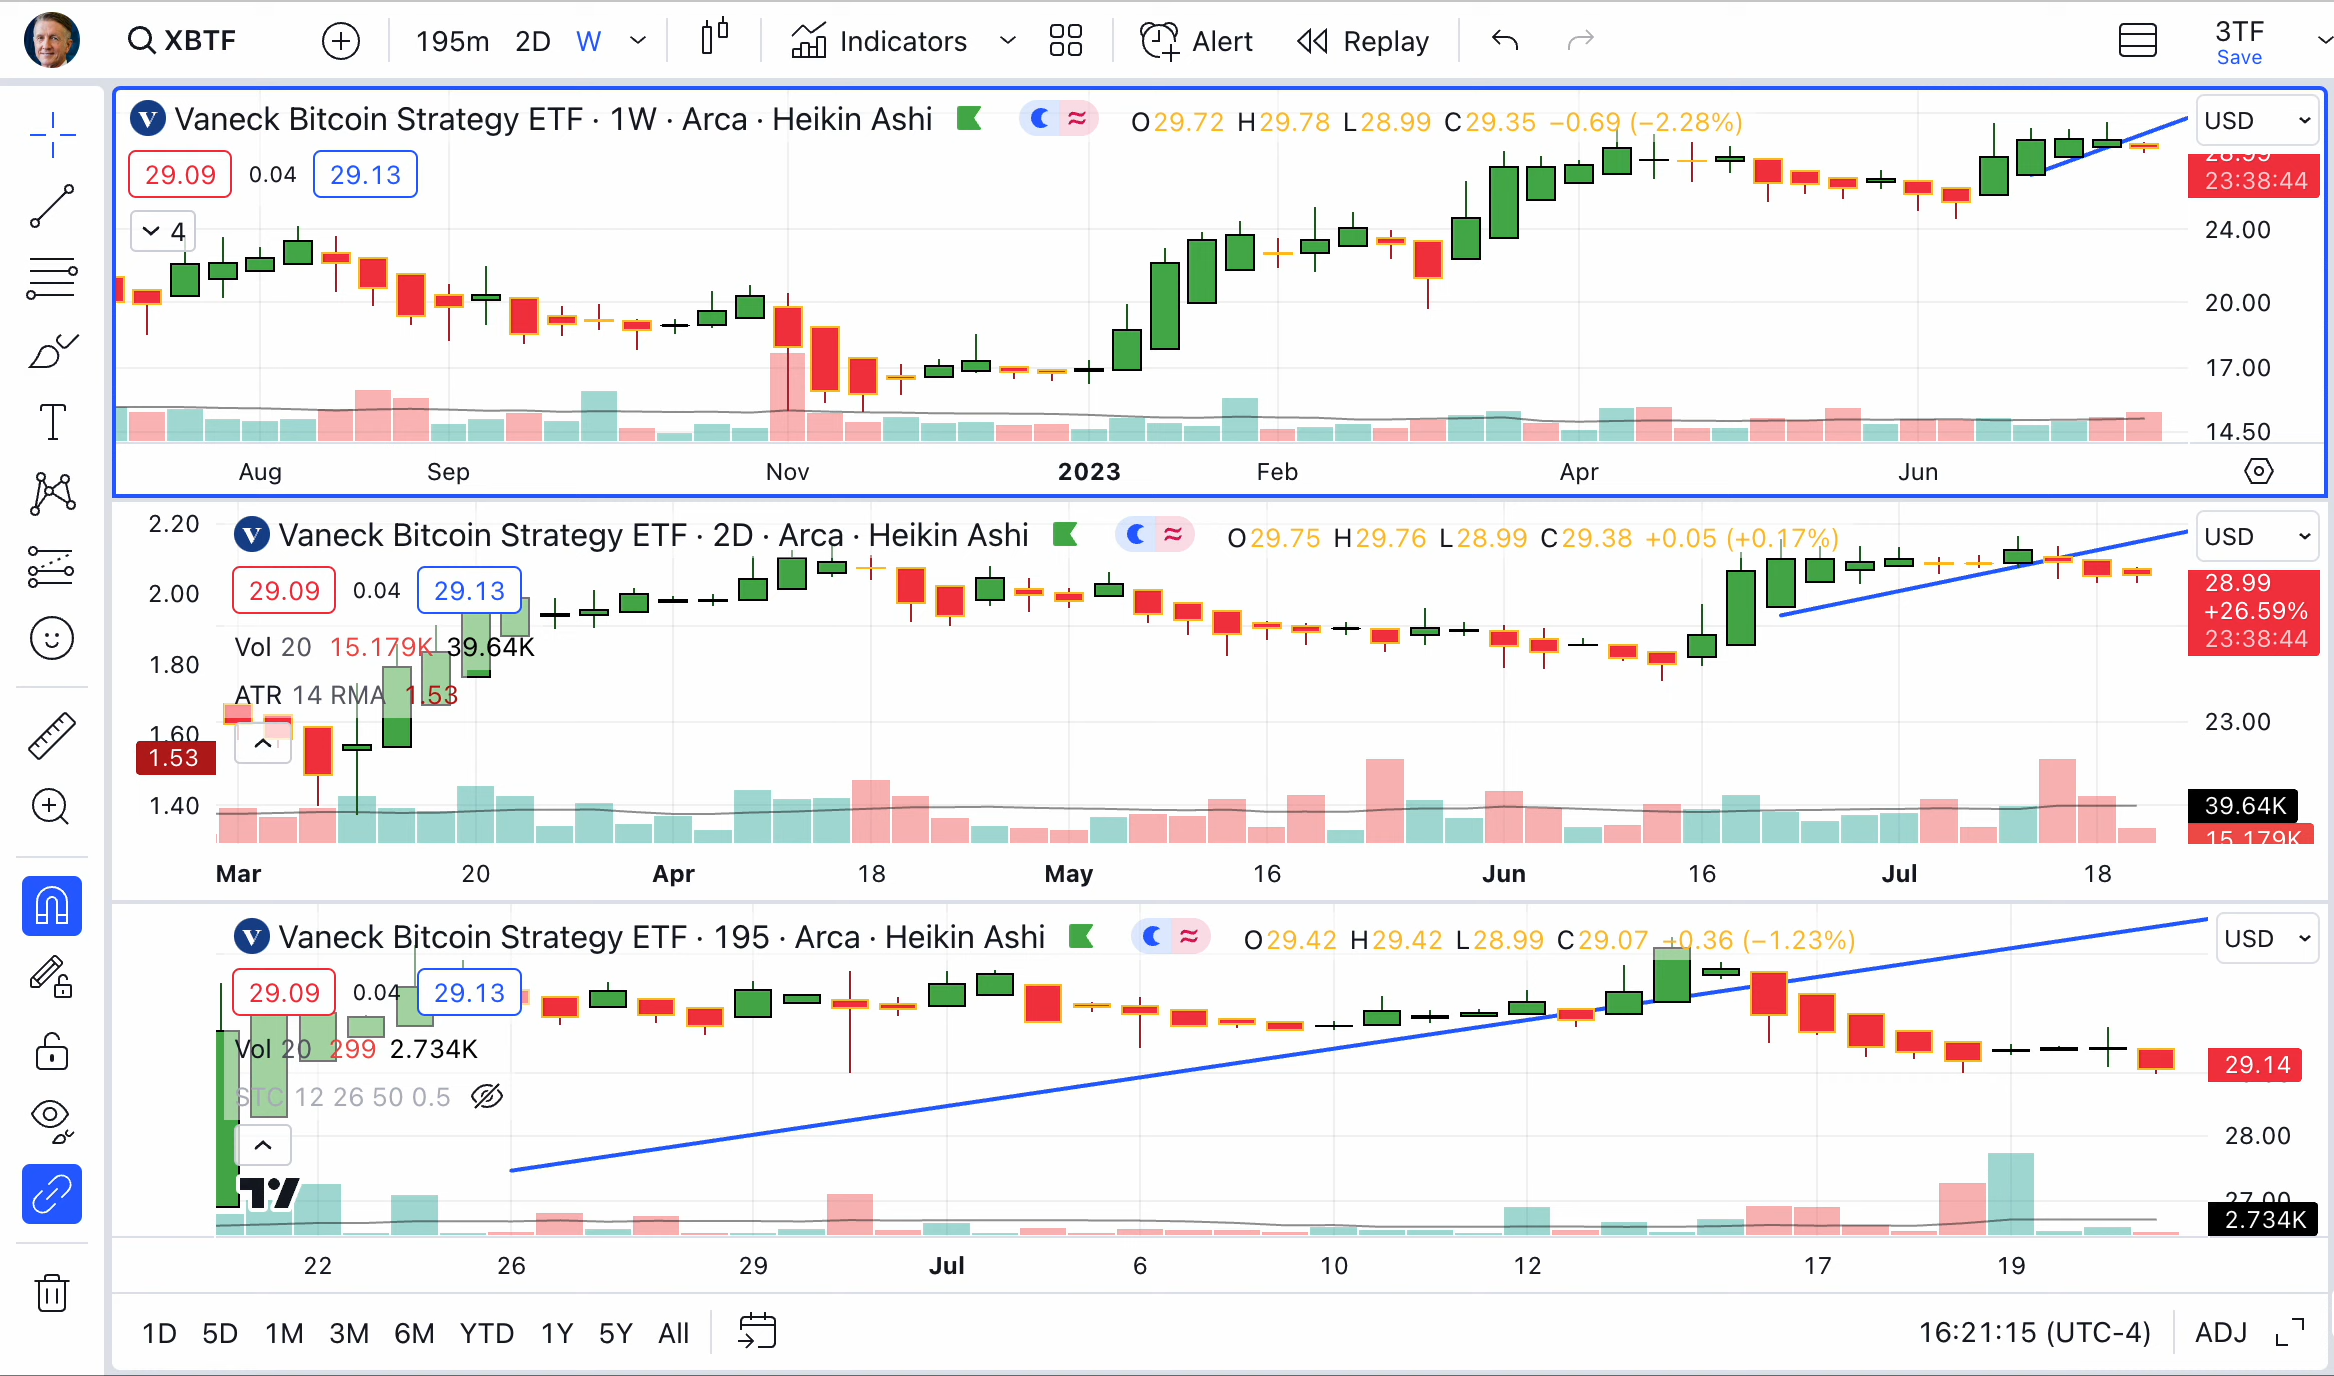 XBTF 195m 2D W Indicators Alert Replay 3TF
Save
V Vaneck Bitcoin Strategy ETF · 1W · Arca · Heikin Ashi O29.72 H29.78 L28.99 C29.35 −0.69 (−2.28%) USD
29.09 0.04 29.13
28.99
23:38:44
4
24.00
20.00
17.00
14.50
Aug Sep Nov 2023 Feb Apr Jun
2.20
V Vaneck Bitcoin Strategy ETF · 2D · Arca · Heikin Ashi O29.75 H29.76 L28.99 C29.38 +0.05 (+0.17%) USD
29.09 0.04 29.13
28.99
+26.59%
23:38:44
2.00
Vol 20 15.179K 39.64K
1.80
ATR 14 RMA 1.53
1.60
23.00
1.53
1.40
39.64K
15.179K
Mar 20 Apr 18 May 16 Jun 16 Jul 18
V Vaneck Bitcoin Strategy ETF · 195 · Arca · Heikin Ashi O29.42 H29.42 L28.99 C29.07 −0.36 (−1.23%) USD
29.09 0.04 29.13
Vol 20 299 2.734K
29.14
STC 12 26 50 0.5
28.00
27.00
2.734K
22 26 29 Jul 6 10 12 17 19
1D 5D 1M 3M 6M YTD 1Y 5Y All 16:21:15 (UTC-4) ADJ